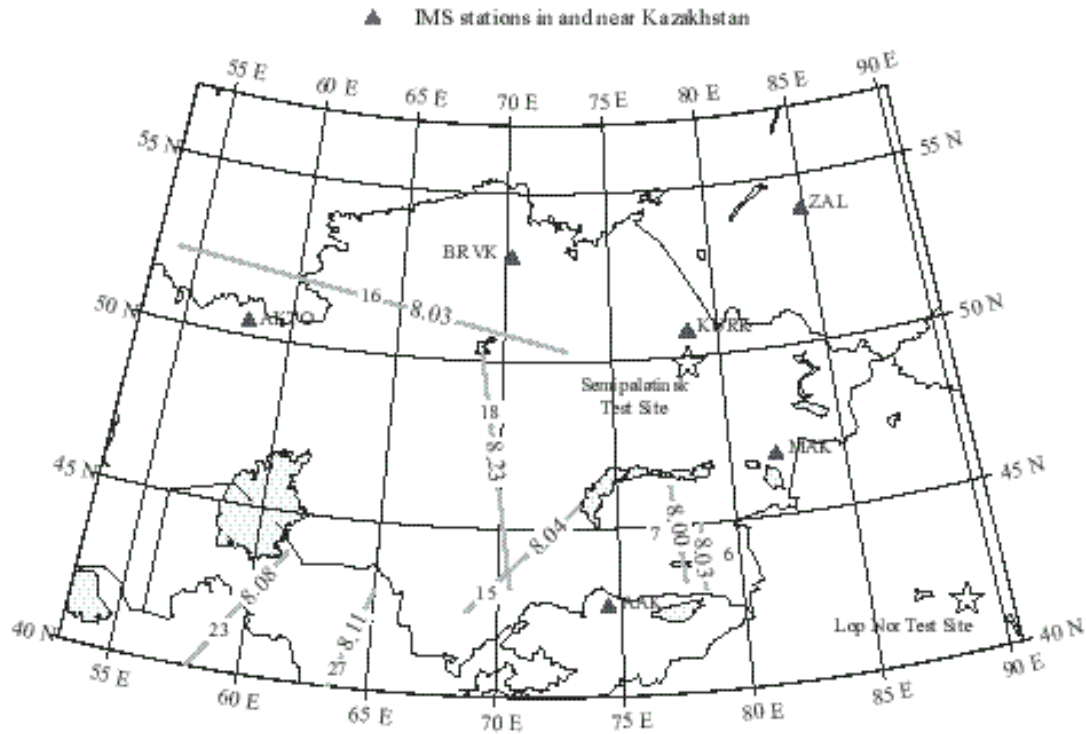 IMS stations in and near Kazakhstan
55 E
60 E
65 E
70 E
75 E
80 E
85 E
90 E
55 N
55 N
ZAL
BRVK
16
8.03
50 N
AKTO
KURK
50 N
Semipalatinsk
Test Site
18
8.23
MAK
45 N
45 N
8.04
7
8.00
8.03
6
8.08
15
AAK
23
8.11
27
Lop Nor Test Site
40 N
40 N
55 E
60 E
65 E
70 E
75 E
80 E
85 E
90 E